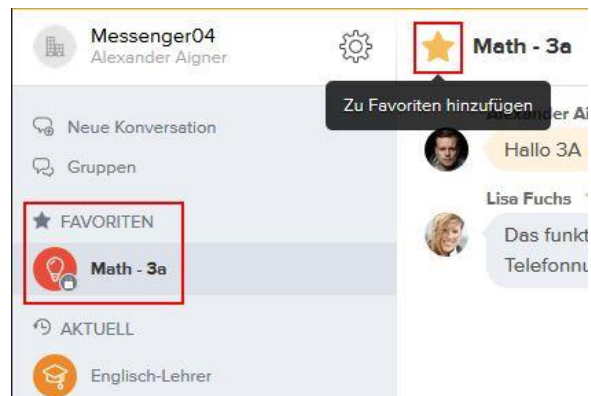 Messenger04
Alexander Aigner
Neue Konversation
Gruppen
FAVORITEN
Math - 3a
AKTUELL
Englisch-Lehrer
Math - 3a
Zu Favoriten hinzufügen
Hallo 3A
Lisa Fuchs
Das funkt
Telefonnu